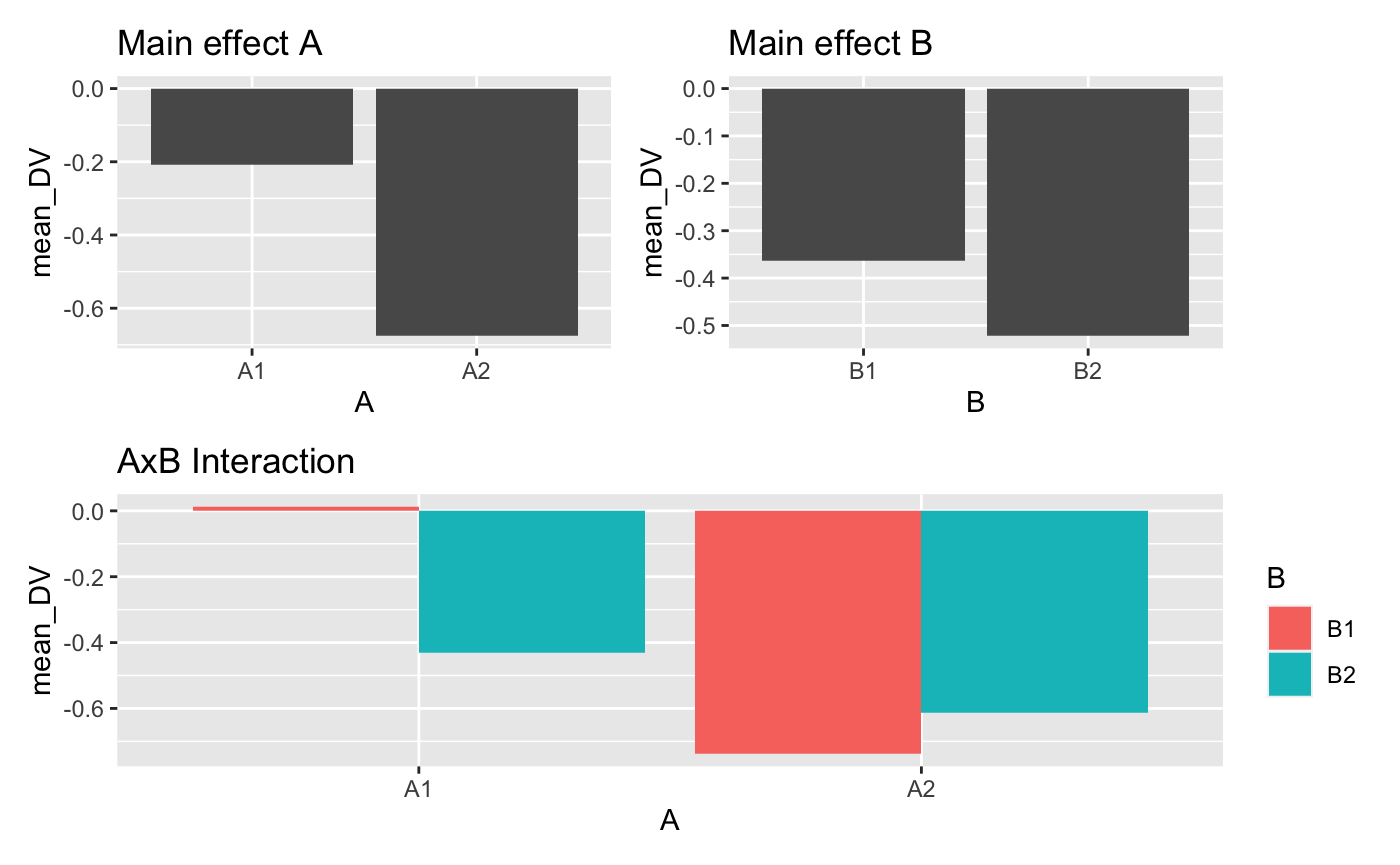 Main effect A
0.0
-0.2
-0.4
-0.6
mean_DV
A1 A2
A
Main effect B
0.0
-0.1
-0.2
-0.3
-0.4
-0.5
mean_DV
B1 B2
B
AxB Interaction
0.0
-0.2
-0.4
-0.6
mean_DV
A1 A2
A
B
B1
B2